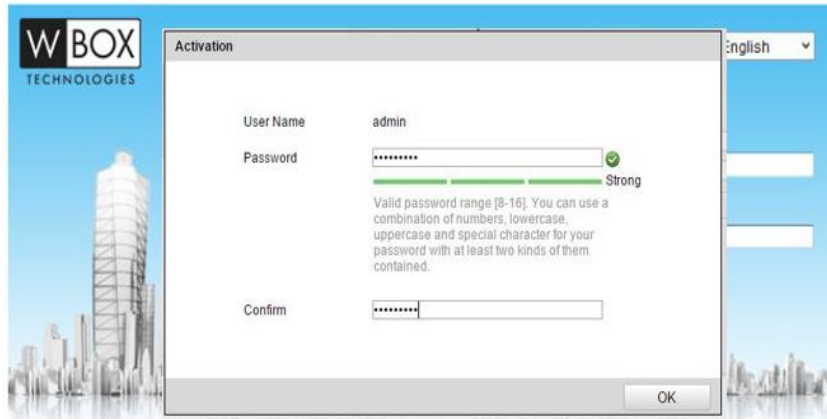 W BOX
TECHNOLOGIES
Activation
English
User Name admin
Password •••••••••
Strong
Valid password range [8-16]. You can use a
combination of numbers, lowercase,
uppercase and special character for your
password with at least two kinds of them
contained.
Confirm •••••••••
OK